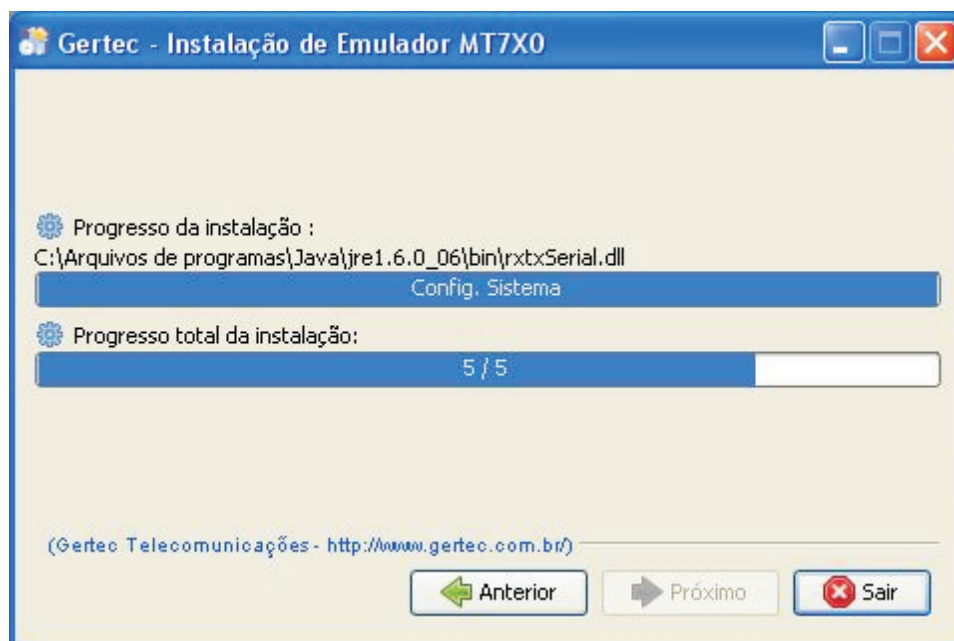 Gertec - Instalação de Emulador MT7X0
Progresso da instalação :
C:\Arquivos de programas\Java\jre1.6.0_06\bin\rxtxSerial.dll
Config. Sistema
Progresso total da instalação:
5 / 5
(Gertec Telecomunicações - http://www.gertec.com.br/)
Anterior Próximo Sair